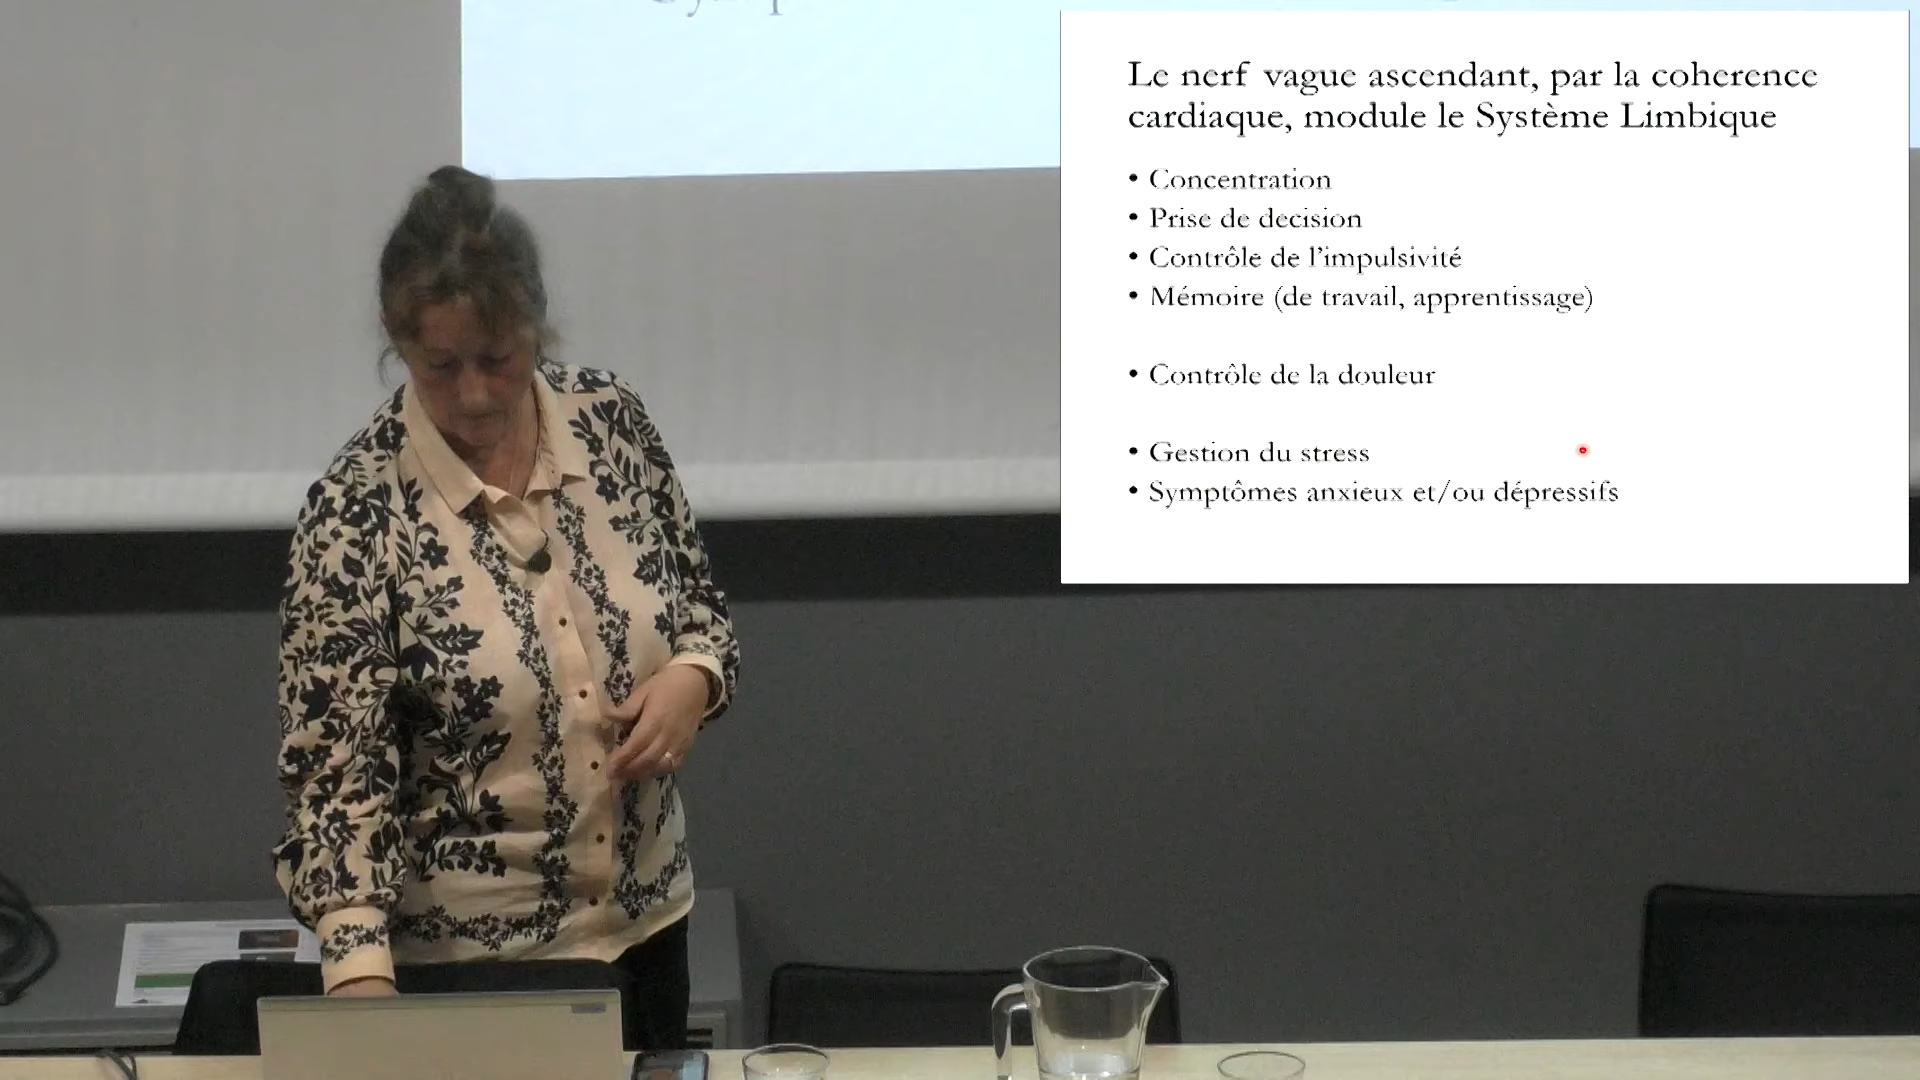 Le nerf vague ascendant, par la coherence
cardiaque, module le Système Limbique
• Concentration
• Prise de decision
• Contrôle de l'impulsivité
• Mémoire (de travail, apprentissage)
• Contrôle de la douleur
• Gestion du stress
• Symptômes anxieux et/ou dépressifs